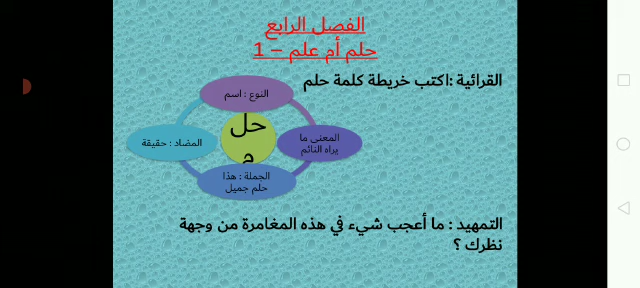 الفصل الرابع
حلم أم علم – 1
القرائية :اكتب خريطة كلمة حلم
النوع : اسم
حل
م
المعنى ما
يراه النائم
المضاد : حقيقة
الجملة : هذا
حلم جميل
التمهيد : ما أعجب شيء في هذه المغامرة من وجهة
نظرك ؟